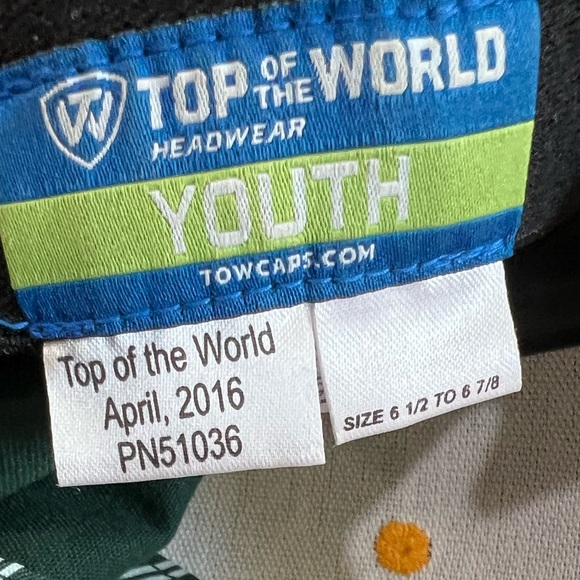 TOP OF THE WORLD
HEADWEAR
YOUTH
TOWCAPS.COM
Top of the World
April, 2016
PN51036
SIZE 6 1/2 TO 6 7/8